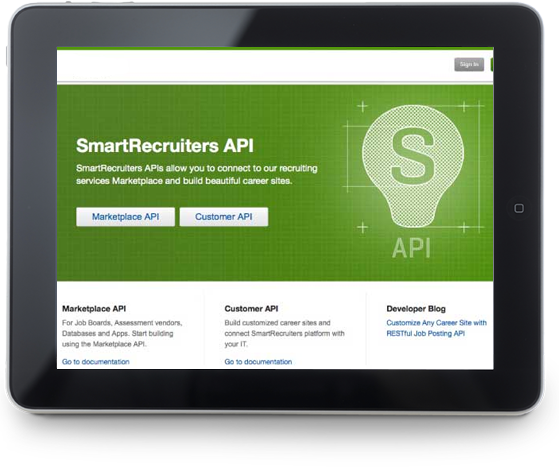 Sign In
SmartRecruiters API
SmartRecruiters APIs allow you to connect to our recruiting
services Marketplace and build beautiful career sites.
Marketplace API
Customer API
S
API
Marketplace API
For Job Boards, Assessment vendors,
Databases and Apps. Start building
using the Marketplace API.
Go to documentation
Customer API
Build customized career sites and
connect SmartRecruiters platform with
your IT.
Go to documentation
Developer Blog
Customize Any Career Site with
RESTful Job Posting API